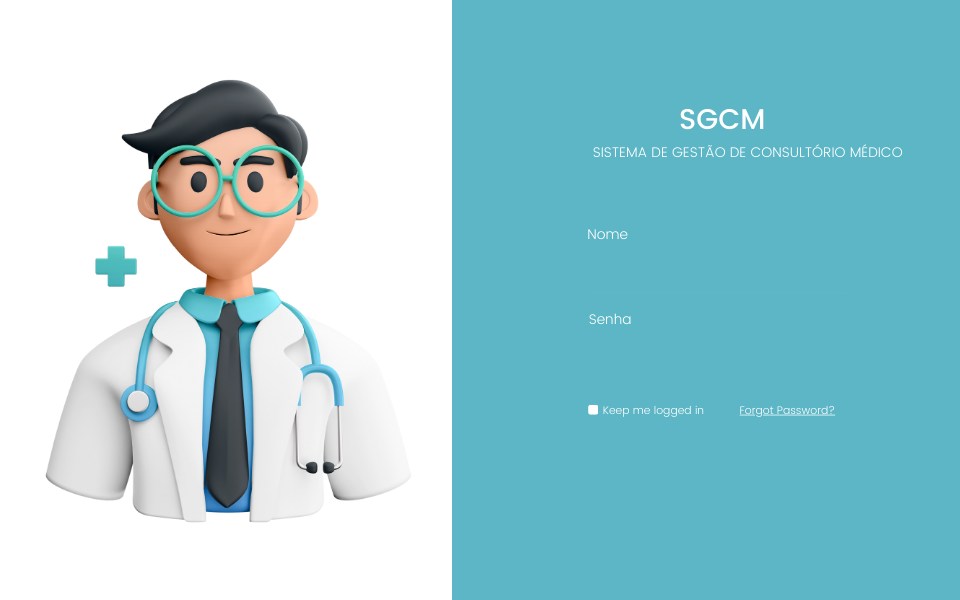 SGCM
SISTEMA DE GESTÃO DE CONSULTÓRIO MÉDICO
Nome
Senha
Keep me logged in
Forgot Password?